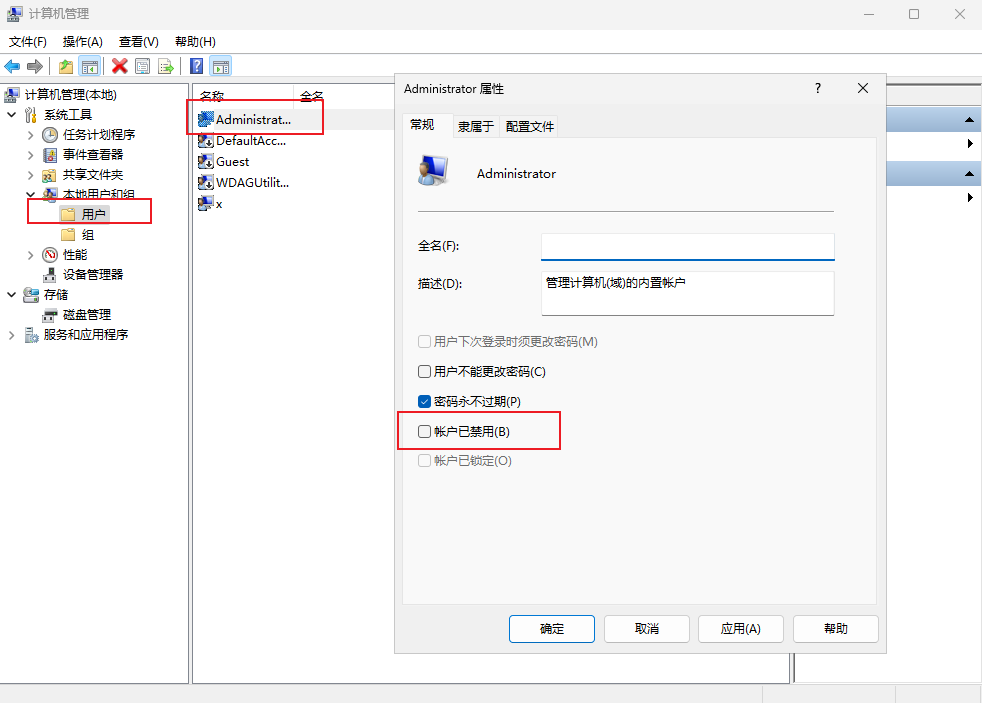 计算机管理
文件(F) 操作(A) 查看(V) 帮助(H)
计算机管理(本地)
系统工具
任务计划程序
事件查看器
共享文件夹
本地用户和组
用户
组
性能
设备管理器
存储
磁盘管理
服务和应用程序
名称 全名
Administrat...
DefaultAcc...
Guest
WDAGUtilit...
x
Administrator 属性
常规 隶属于 配置文件
Administrator
全名(F):
描述(D): 管理计算机(域)的内置帐户
用户下次登录时须更改密码(M)
用户不能更改密码(C)
密码永不过期(P)
帐户已禁用(B)
帐户已锁定(O)
确定 取消 应用(A) 帮助